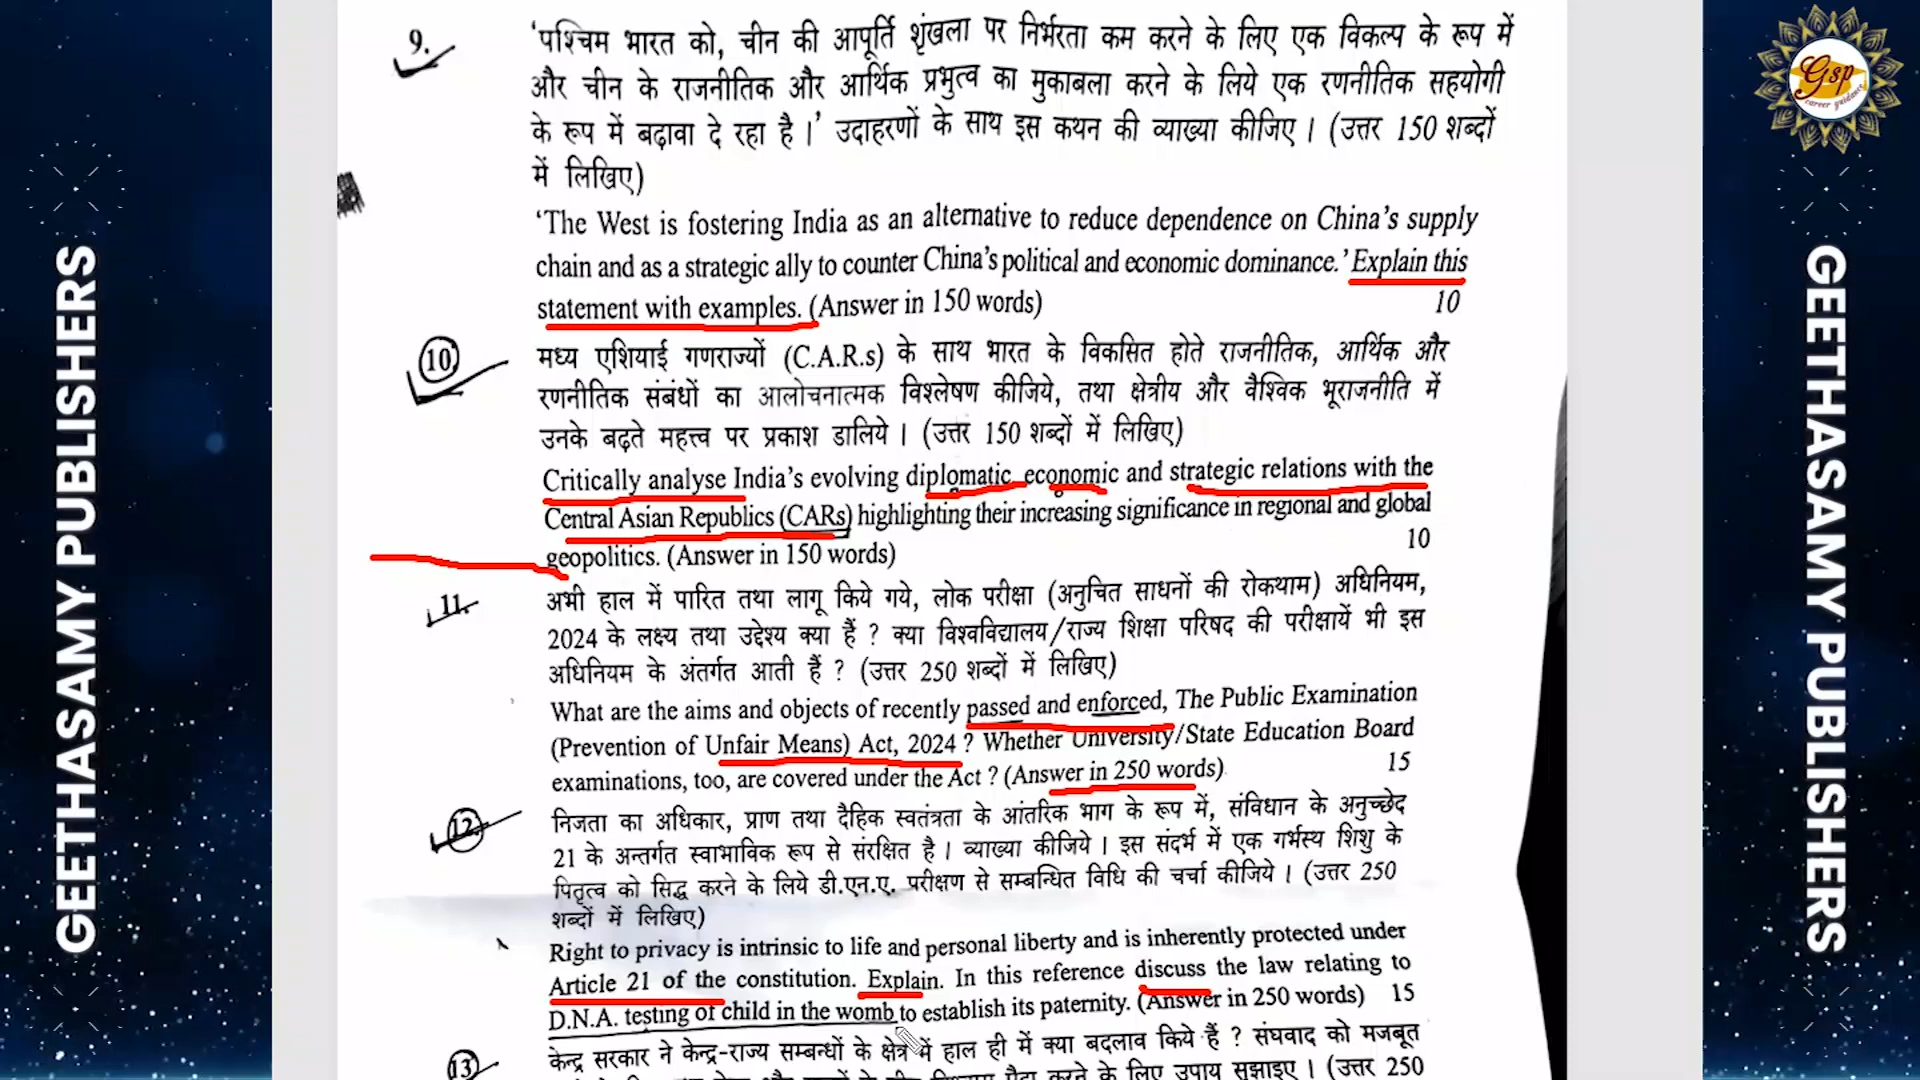 GEETHASAMY PUBLISHERS
9.
'पश्चिम भारत को, चीन की आपूर्ति शृंखला पर निर्भरता कम करने के लिए एक विकल्प के रूप में
और चीन के राजनीतिक और आर्थिक प्रभुत्व का मुकाबला करने के लिये एक रणनीतिक सहयोगी
के रूप में बढ़ावा दे रहा है ।' उदाहरणों के साथ इस कथन की व्याख्या कीजिए । (उत्तर 150 शब्दों
में लिखिए)
'The West is fostering India as an alternative to reduce dependence on China's supply
chain and as a strategic ally to counter China's political and economic dominance.' Explain this
statement with examples. (Answer in 150 words) 10
10.
मध्य एशियाई गणराज्यों (C.A.R.s) के साथ भारत के विकसित होते राजनीतिक, आर्थिक और
रणनीतिक संबंधों का आलोचनात्मक विश्लेषण कीजिये, तथा क्षेत्रीय और वैश्विक भूराजनीति में
उनके बढ़ते महत्त्व पर प्रकाश डालिये । (उत्तर 150 शब्दों में लिखिए)
Critically analyse India's evolving diplomatic, economic and strategic relations with the
Central Asian Republics (CARs) highlighting their increasing significance in regional and global
geopolitics. (Answer in 150 words) 10
11.
अभी हाल में पारित तथा लागू किये गये, लोक परीक्षा (अनुचित साधनों की रोकथाम) अधिनियम,
2024 के लक्ष्य तथा उद्देश्य क्या हैं ? क्या विश्वविद्यालय/राज्य शिक्षा परिषद की परीक्षायें भी इस
अधिनियम के अंतर्गत आती हैं ? (उत्तर 250 शब्दों में लिखिए)
What are the aims and objects of recently passed and enforced, The Public Examination
(Prevention of Unfair Means) Act, 2024 ? Whether University/State Education Board
examinations, too, are covered under the Act ? (Answer in 250 words) 15
12.
निजता का अधिकार, प्राण तथा दैहिक स्वतंत्रता के आंतरिक भाग के रूप में, संविधान के अनुच्छेद
21 के अन्तर्गत स्वाभाविक रूप से संरक्षित है । व्याख्या कीजिये । इस संदर्भ में एक गर्भस्थ शिशु के
पितृत्व को सिद्ध करने के लिये डी.एन.ए. परीक्षण से सम्बन्धित विधि की चर्चा कीजिये । (उत्तर 250
शब्दों में लिखिए)
Right to privacy is intrinsic to life and personal liberty and is inherently protected under
Article 21 of the constitution. Explain. In this reference discuss the law relating to
D.N.A. testing of child in the womb to establish its paternity. (Answer in 250 words) 15
13.
केन्द्र सरकार ने केन्द्र-राज्य सम्बन्धों के क्षेत्र में हाल ही में क्या बदलाव किये हैं ? संघवाद को मजबूत
करने के लिए उपाय सुझाइए । (उत्तर 250
Gsp
career guidance
GEETHASAMY PUBLISHERS